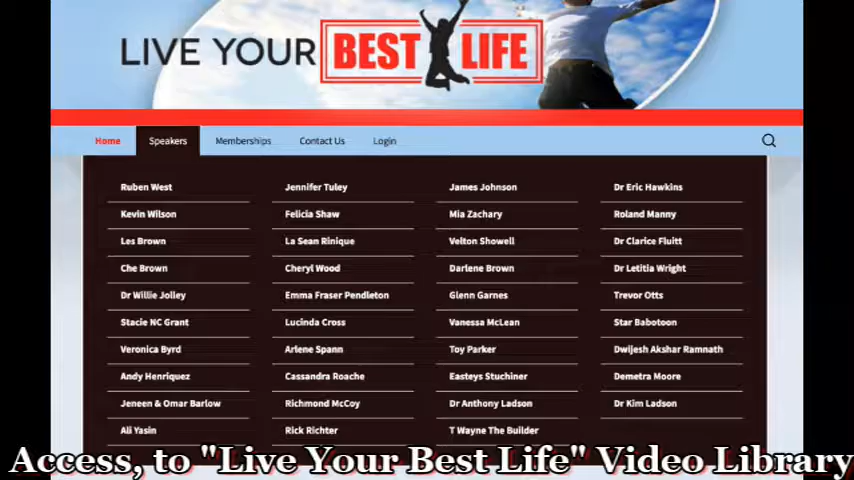 LIVE YOUR BEST LIFE
Home Speakers Memberships Contact Us Login
Ruben West Jennifer Tuley James Johnson Dr Eric Hawkins
Kevin Wilson Felicia Shaw Mia Zachary Roland Manny
Les Brown La Sean Rinique Velton Showell Dr Clarice Fluitt
Che Brown Cheryl Wood Darlene Brown Dr Letitia Wright
Dr Willie Jolley Emma Fraser Pendleton Glenn Garnes Trevor Otts
Stacie NC Grant Lucinda Cross Vanessa McLean Star Babotoon
Veronica Byrd Arlene Spann Toy Parker Dwijesh Akshar Ramnath
Andy Henriquez Cassandra Roache Easteys Stuchiner Demetra Moore
Jeneen & Omar Barlow Richmond McCoy Dr Anthony Ladson Dr Kim Ladson
Ali Yasin Rick Richter T Wayne The Builder
Access, to "Live Your Best Life" Video Library